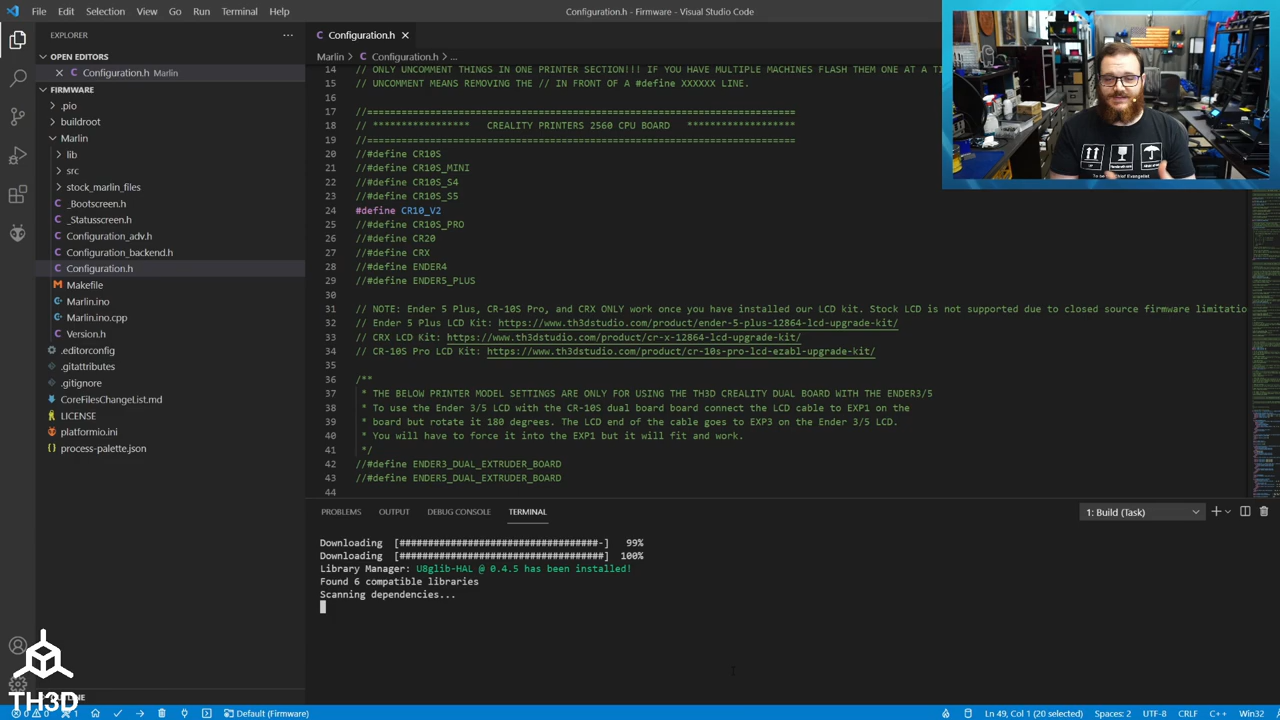 File Edit Selection View Go Run Terminal Help
Configuration.h - Firmware - Visual Studio Code
EXPLORER
OPEN EDITORS
Configuration.h Marlin
FIRMWARE
.pio
buildroot
Marlin
lib
src
stock_marlin_files
_Bootscreen.h
_Statusscreen.h
Configuration_adv.h
Configuration_backend.h
Configuration.h
Makefile
Marlin.ino
Marlin.ino.cpp
Version.h
.editorconfig
.gitattributes
.gitignore
CoreFilesChangeList.md
LICENSE
platformio.ini
process-palette.json
Configuration.h
Marlin > Configuration.h > ...
14 // ONLY UNCOMMENT THINGS IN ONE PRINTER SECTION!!! IF YOU HAVE MULTIPLE MACHINES FLASH THEM ONE AT A TI
15 // UNCOMMENT MEANS REMOVING THE // IN FRONT OF A #define XXXXXX LINE.
16
17 //===========================================================================
18 // ***************** CREALITY PRINTERS 2560 CPU BOARD *******************
19 //===========================================================================
20 //#define CR10S
21 //#define CR10S_MINI
22 //#define CR10S_S4
23 //#define CR10S_S5
24 #define CR10_V2
25 //#define CR10S_PRO
26 //#define CR20
27 //#define CRX
28 //#define ENDER4
29 //#define ENDER5_PLUS
30
31 // The Ender 5 Plus, CR-10S Pro, and CRX ONLY work once you have installed our LCD kit. Stock LCD is not supported due to closed source firmware limitatio
32 // Ender 5 Plus LCD Kit: https://www.th3dstudio.com/product/ender-5-plus-12864-lcd-upgrade-kit/
33 // CRX LCD Kit: https://www.th3dstudio.com/product/cr-x-12864-lcd-upgrade-kit/
34 // CR-10S Pro LCD Kit: https://www.th3dstudio.com/product/cr-10s-pro-lcd-ezabl-upgrade-kit/
35
36 /**
37 * THE BELOW PRINTER MODEL SETTINGS ARE ONLY FOR USING THE TH3D CREALITY DUAL BOARD WITH THE ENDER3/5
38 * To use the Ender 3/5 LCD with the CR-10S dual board board connect the LCD cable to EXP1 on the
39 * board but rotate it 180 degrees. The LCD end of the cable goes to EXP3 on the Ender 3/5 LCD.
40 * You will have to force it into the EXP1 but it will fit and work.
41 */
42 //#define ENDER3_DUAL_EXTRUDER_BOARD
43 //#define ENDER5_DUAL_EXTRUDER_BOARD
44
PROBLEMS OUTPUT DEBUG CONSOLE TERMINAL
1: Build (Task)
Downloading [###################################-] 99%
Downloading [####################################] 100%
Library Manager: U8glib-HAL @ 0.4.5 has been installed!
Found 6 compatible libraries
Scanning dependencies...
TH3D
0 0 1 Default (Firmware)
Ln 49, Col 1 (20 selected) Spaces: 2 UTF-8 CRLF C++ Win32